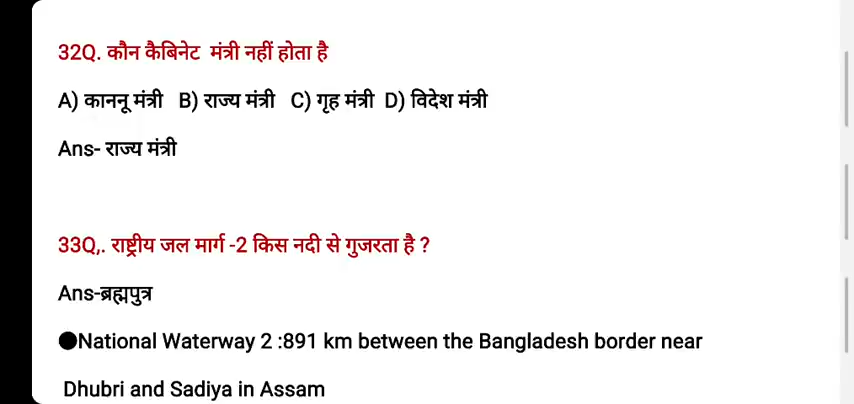 32Q. कौन कैबिनेट मंत्री नहीं होता है
A) काननू मंत्री B) राज्य मंत्री C) गृह मंत्री D) विदेश मंत्री
Ans- राज्य मंत्री
33Q,. राष्ट्रीय जल मार्ग -2 किस नदी से गुजरता है ?
Ans-ब्रह्मपुत्र
●National Waterway 2 :891 km between the Bangladesh border near
Dhubri and Sadiya in Assam